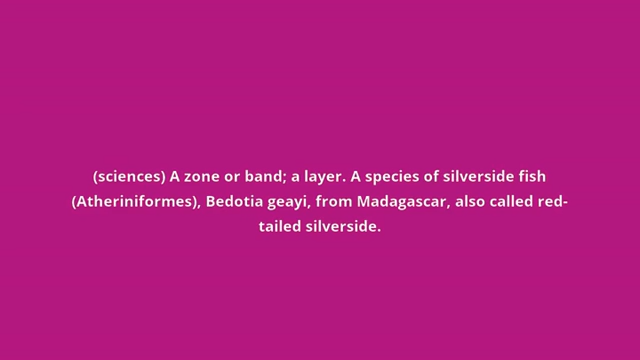 (sciences) A zone or band; a layer. A species of silverside fish
(Atheriniformes), Bedotia geayi, from Madagascar, also called red-
tailed silverside.